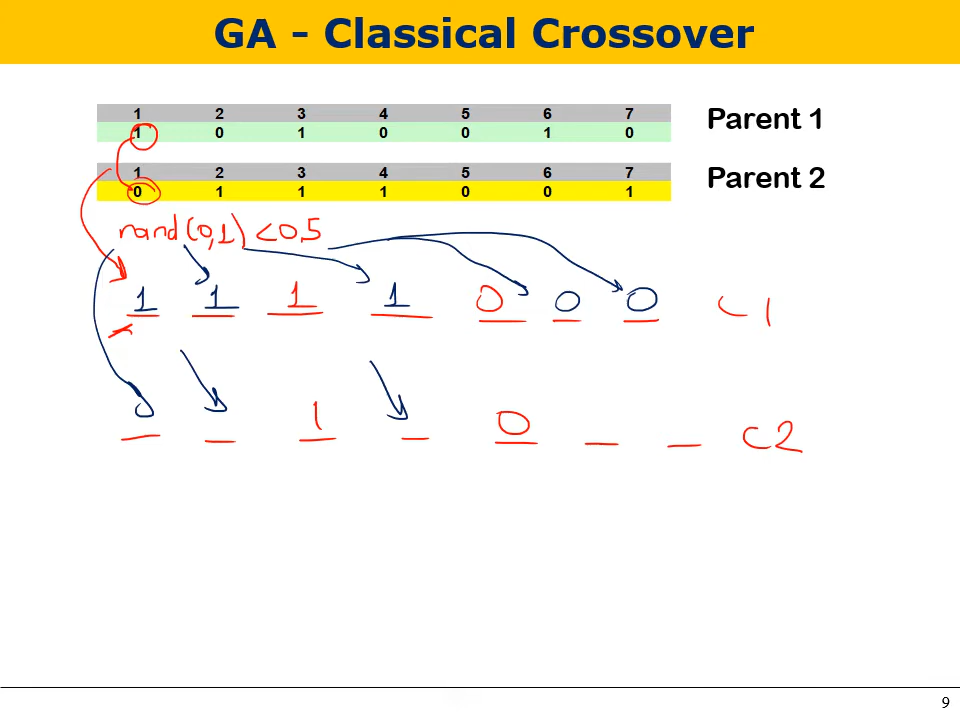 GA - Classical Crossover
1 2 3 4 5 6 7
1 0 1 0 0 1 0 Parent 1
1 2 3 4 5 6 7
0 1 1 1 0 0 1 Parent 2
rand(0,1) <0,5
1 1 1 1 0 0 0 C1
0 1 0 C2
9